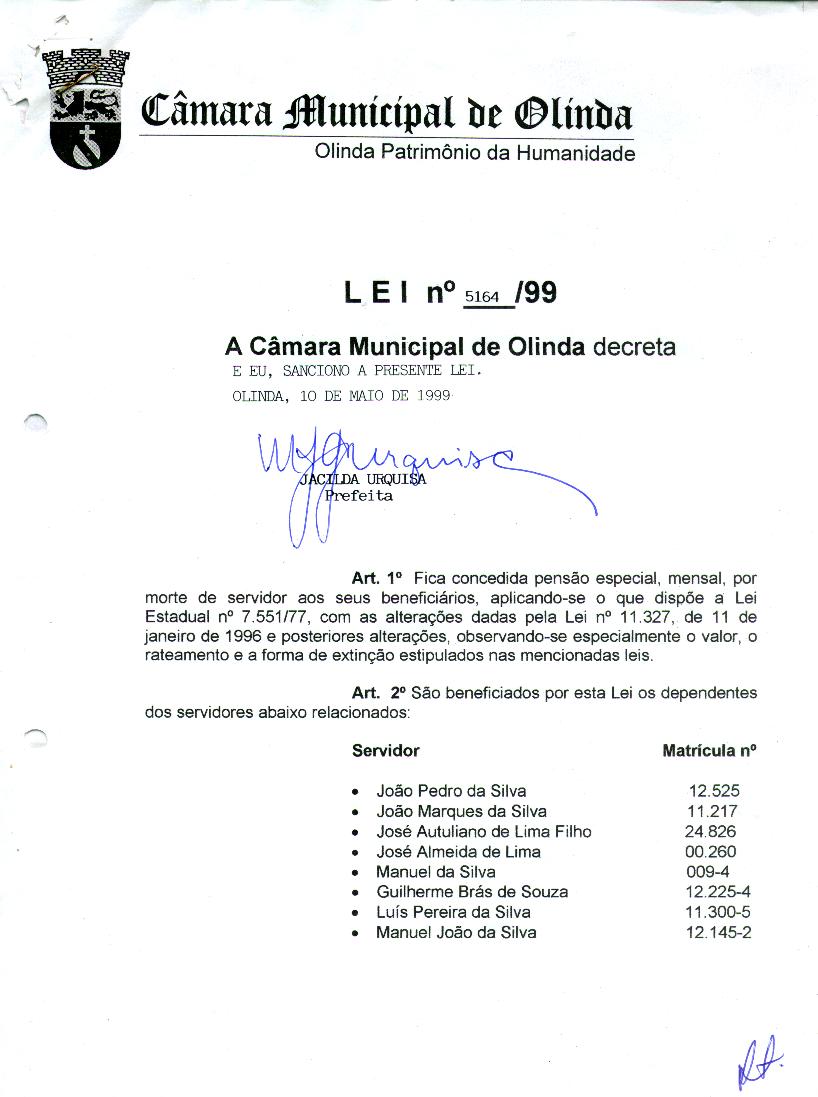 Câmara Municipal de Olinda
Olinda Patrimônio da Humanidade
L E I nº 5164 /99
A Câmara Municipal de Olinda decreta
E EU, SANCIONO A PRESENTE LEI.
OLINDA, 10 DE MAIO DE 1999
JACILDA URQUISA
Prefeita
Art. 1º Fica concedida pensão especial, mensal, por
morte de servidor aos seus beneficiários, aplicando-se o que dispõe a Lei
Estadual nº 7.551/77, com as alterações dadas pela Lei nº 11.327, de 11 de
janeiro de 1996 e posteriores alterações, observando-se especialmente o valor, o
rateamento e a forma de extinção estipulados nas mencionadas leis.
Art. 2º São beneficiados por esta Lei os dependentes
dos servidores abaixo relacionados:
Servidor Matrícula nº
• João Pedro da Silva 12.525
• João Marques da Silva 11.217
• José Autuliano de Lima Filho 24.826
• José Almeida de Lima 00.260
• Manuel da Silva 009-4
• Guilherme Brás de Souza 12.225-4
• Luís Pereira da Silva 11.300-5
• Manuel João da Silva 12.145-2